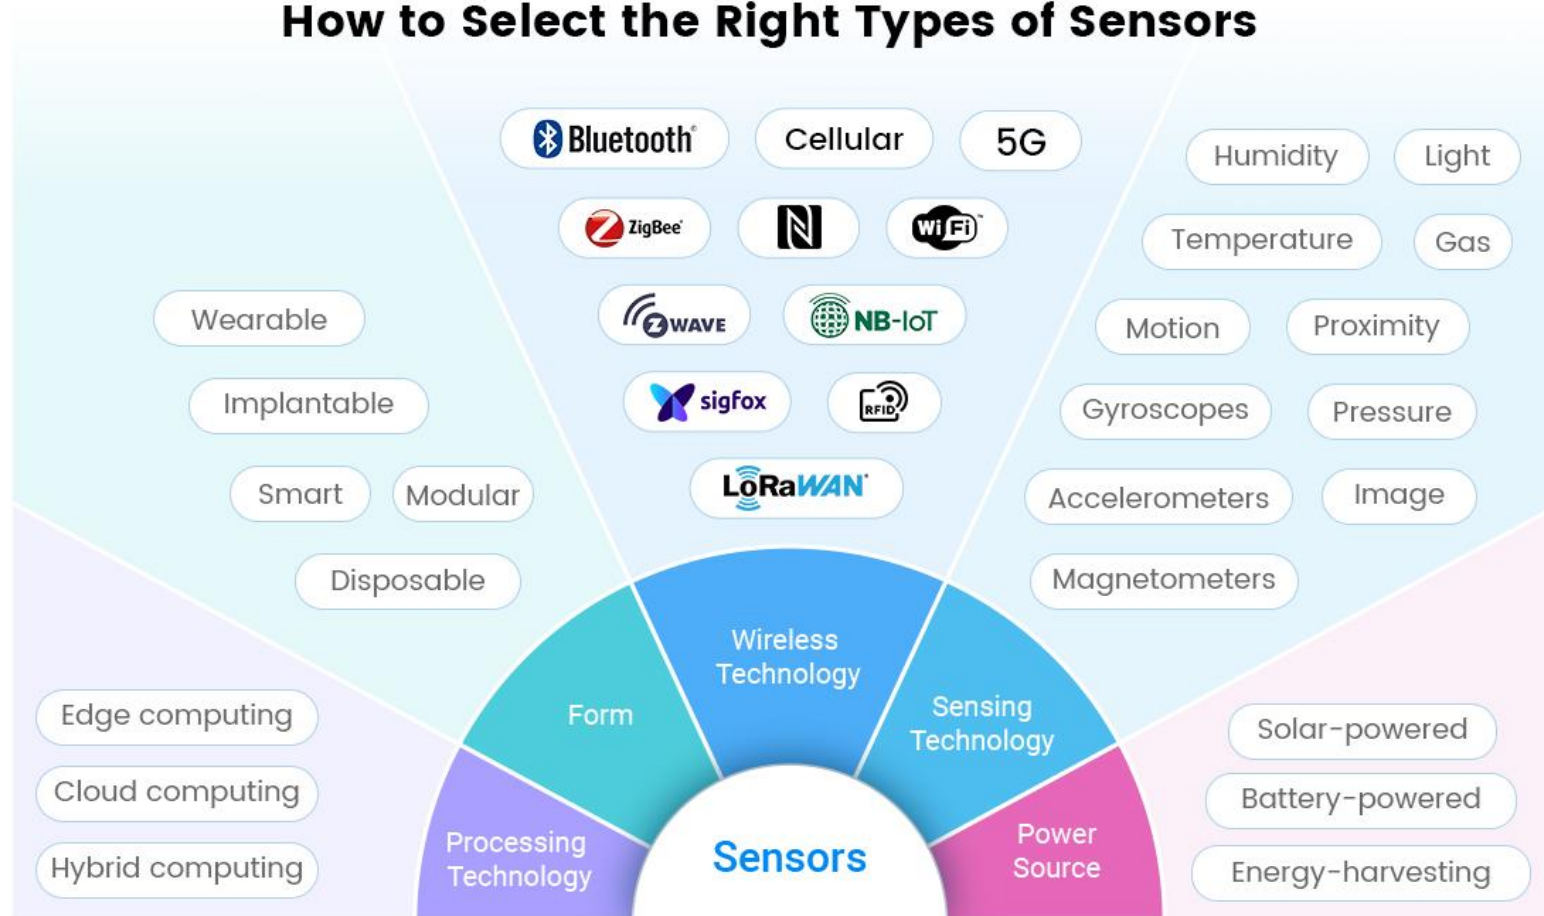 How to Select the Right Types of Sensors
Bluetooth®
Cellular
5G
ZigBee®
N
WiFi™
Z WAVE
NB-IoT
sigfox
RFID
LoRaWAN®
Humidity
Light
Temperature
Gas
Motion
Proximity
Gyroscopes
Pressure
Accelerometers
Image
Magnetometers
Wearable
Implantable
Smart
Modular
Disposable
Edge computing
Cloud computing
Hybrid computing
Solar-powered
Battery-powered
Energy-harvesting
Processing
Technology
Form
Wireless
Technology
Sensing
Technology
Power
Source
Sensors